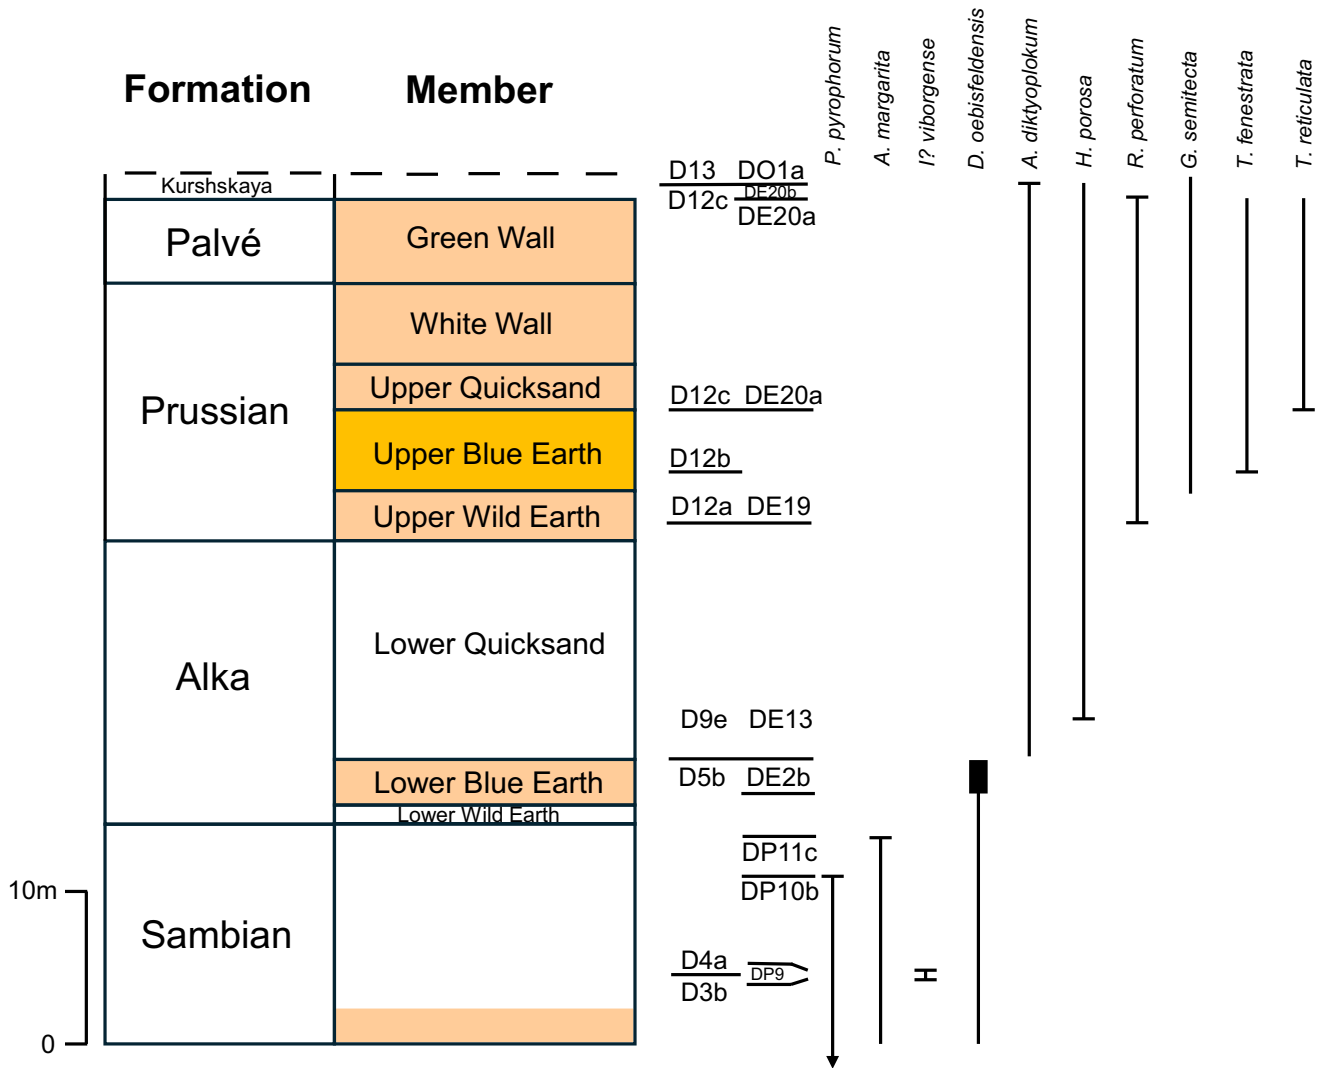 P. pyrophorum
A. margarita
I? viborgense
D. oebisfeldensis
A. diktyoplokum
H. porosa
R. perforatum
G. semitecta
T. fenestrata
T. reticulata
Formation Member
Kurshskaya
D13 DO1a
D12c DE20b
DE20a
Palvé
Green Wall
White Wall
Prussian
Upper Quicksand
D12c DE20a
Upper Blue Earth
D12b
Upper Wild Earth
D12a DE19
Alka
Lower Quicksand
D9e DE13
Lower Blue Earth
D5b DE2b
Lower Wild Earth
DP11c
10m
DP10b
Sambian
D4a
DP9
D3b
0